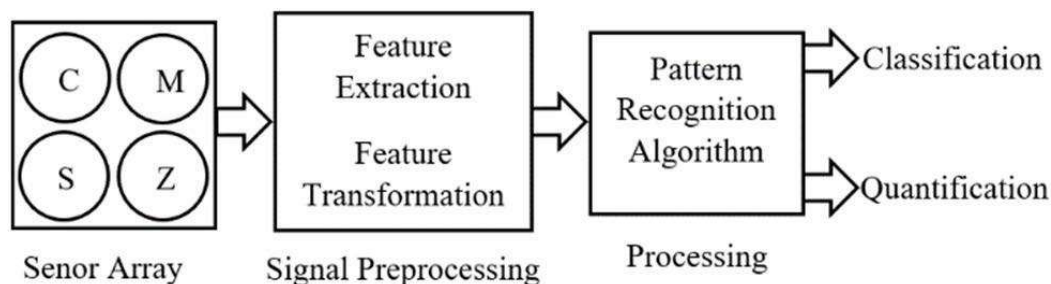 C M
S Z
Senor Array
Feature
Extraction
Feature
Transformation
Signal Preprocessing
Pattern
Recognition
Algorithm
Processing
Classification
Quantification